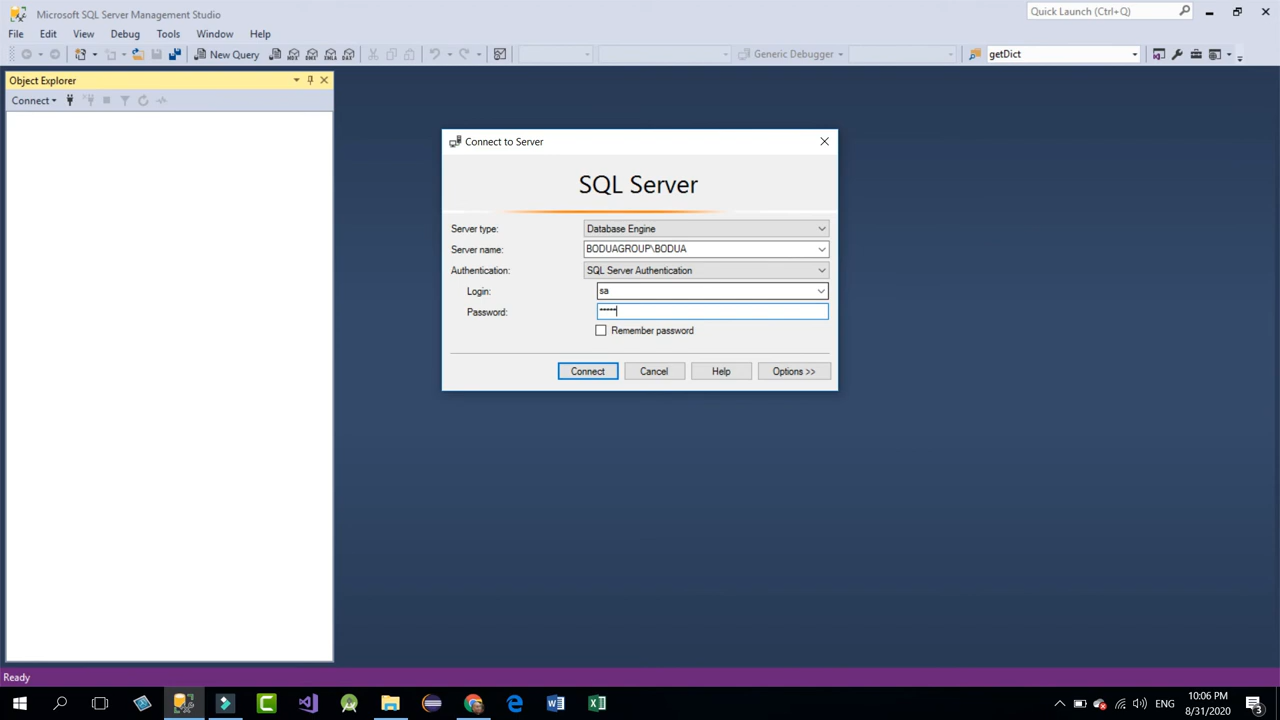 Microsoft SQL Server Management Studio
Quick Launch (Ctrl+Q)
File Edit View Debug Tools Window Help
New Query
Generic Debugger
getDict
Object Explorer
Connect
Connect to Server
SQL Server
Server type: Database Engine
Server name: BODUAGROUP\BODUA
Authentication: SQL Server Authentication
Login: sa
Password: *****
Remember password
Connect Cancel Help Options >>
Ready
ENG
10:06 PM
8/31/2020